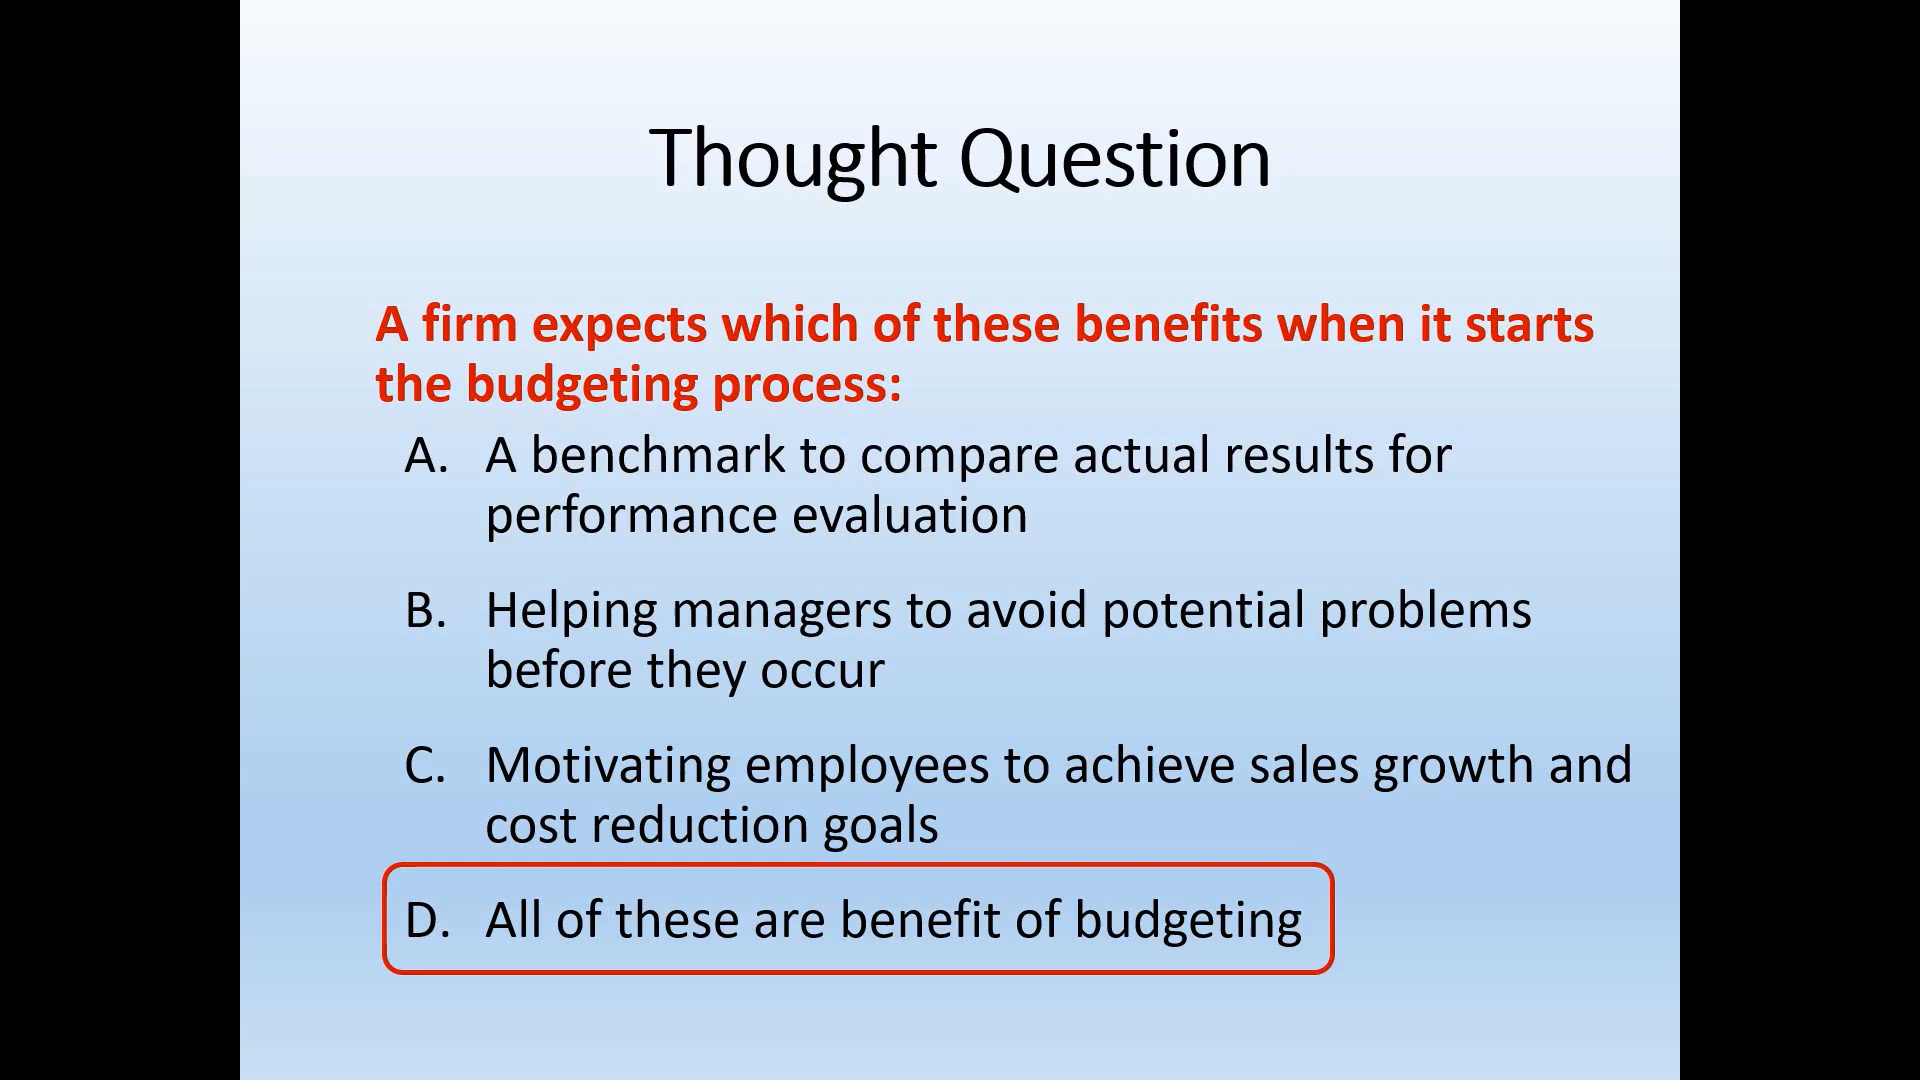 Thought Question
A firm expects which of these benefits when it starts
the budgeting process:
A. A benchmark to compare actual results for
performance evaluation
B. Helping managers to avoid potential problems
before they occur
C. Motivating employees to achieve sales growth and
cost reduction goals
D. All of these are benefit of budgeting